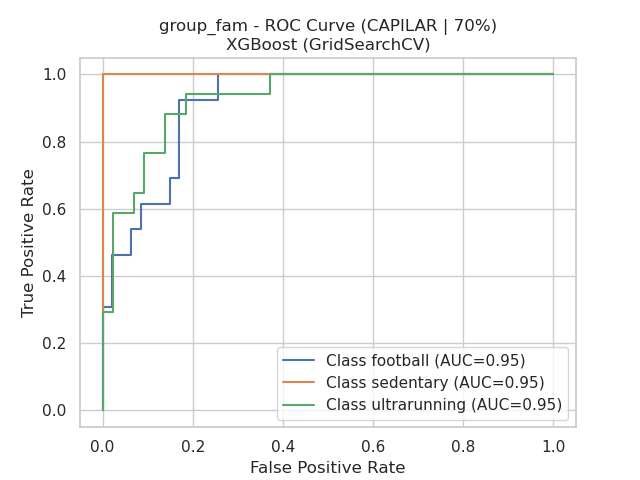 group_fam - ROC Curve (CAPILAR | 70%)
XGBoost (GridSearchCV)
1.0
0.8
0.6
0.4
0.2
0.0
True Positive Rate
Class football (AUC=0.95)
Class sedentary (AUC=0.95)
Class ultrarunning (AUC=0.95)
0.0 0.2 0.4 0.6 0.8 1.0
False Positive Rate